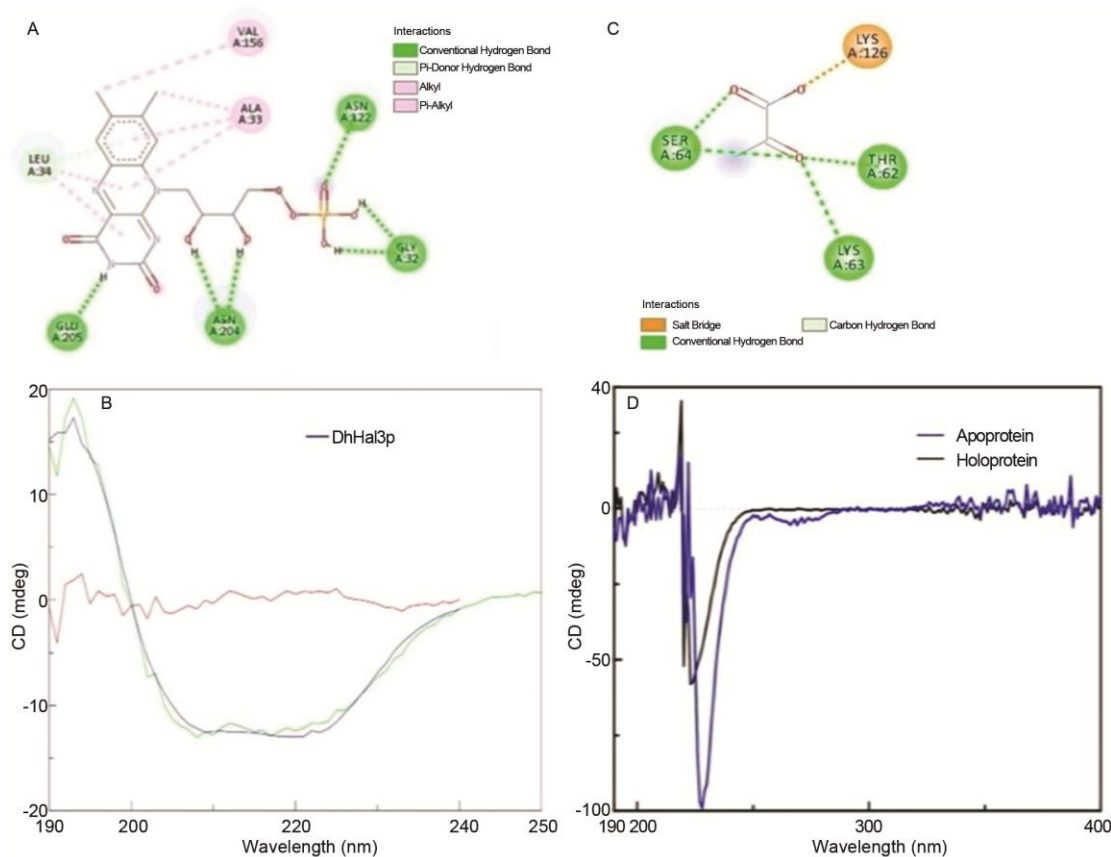 A
VAL
A:156
ALA
A:33
LEU
A:34
ASN
A:122
GLY
A:32
ASN
A:204
GLU
A:205
H
H
H
H
H
Interactions
Conventional Hydrogen Bond
Pi-Donor Hydrogen Bond
Alkyl
Pi-Alkyl
C
LYS
A:126
SER
A:64
THR
A:62
LYS
A:63
Interactions
Salt Bridge
Carbon Hydrogen Bond
Conventional Hydrogen Bond
B
DhHal3p
20
10
0
-10
-20
CD (mdeg)
190
200
220
240
250
Wavelength (nm)
D
Apoprotein
Holoprotein
40
0
-50
-100
CD (mdeg)
190 200
300
400
Wavelength (nm)